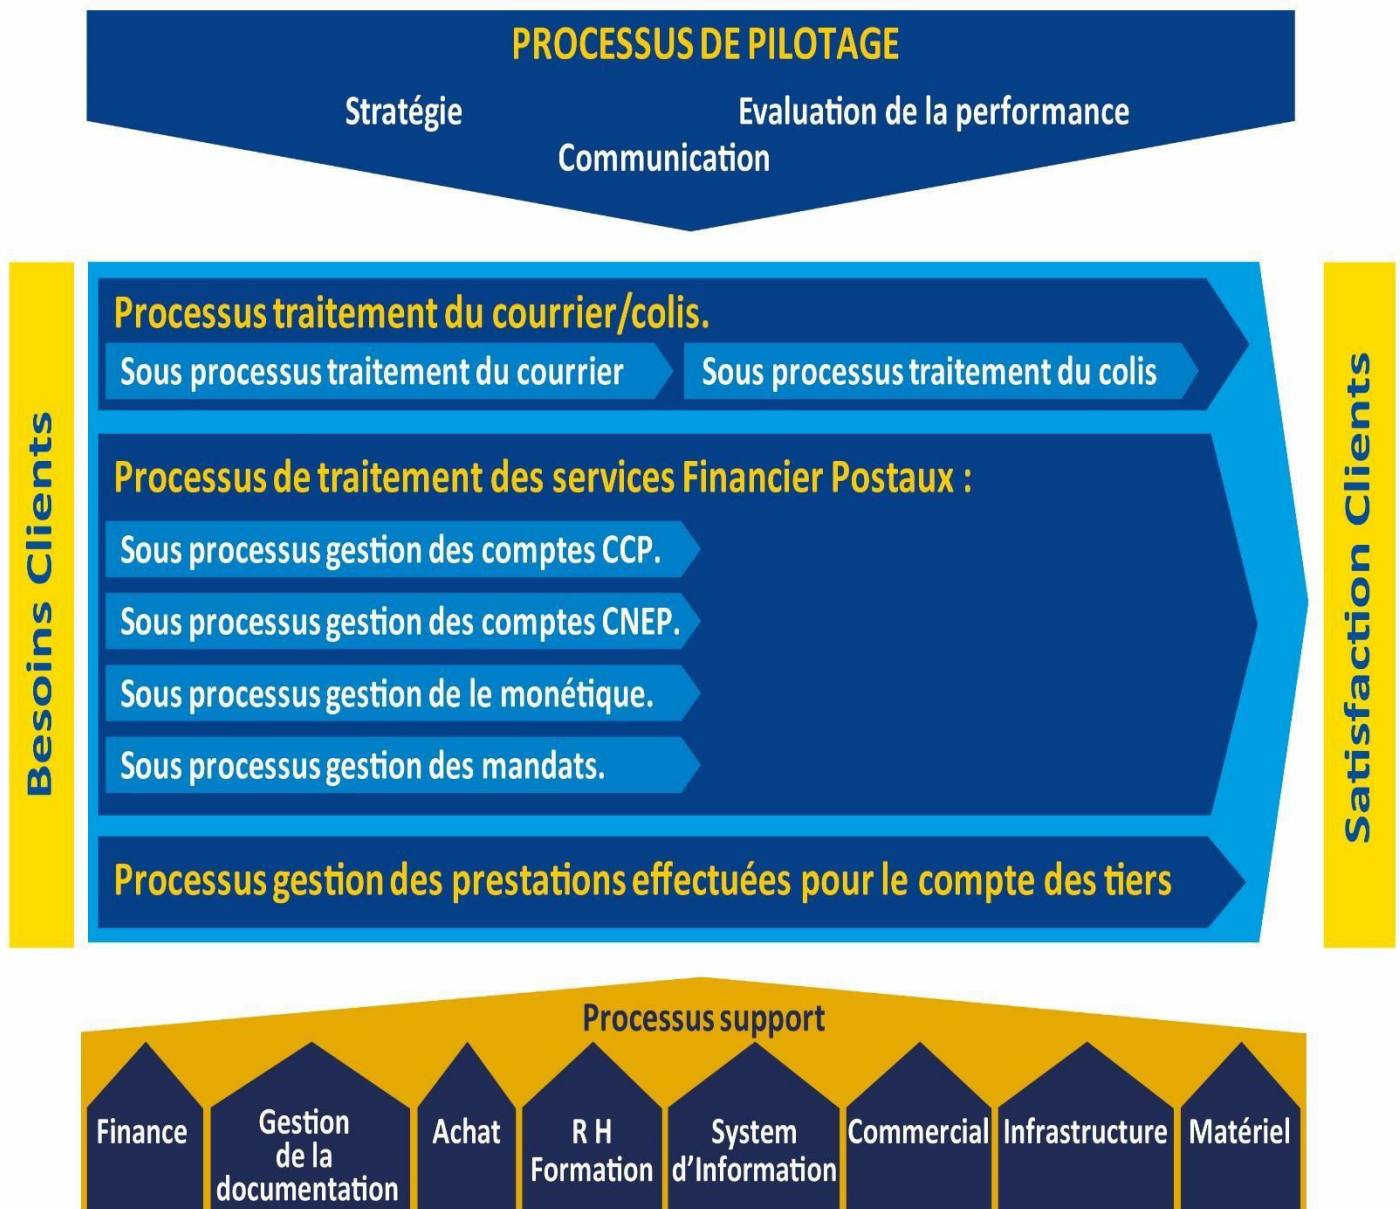 PROCESSUS DE PILOTAGE
Stratégie
Evaluation de la performance
Communication
Besoins Clients
Processus traitement du courrier/colis.
Sous processus traitement du courrier
Sous processus traitement du colis
Processus de traitement des services Financier Postaux :
Sous processus gestion des comptes CCP.
Sous processus gestion des comptes CNEP.
Sous processus gestion de le monétique.
Sous processus gestion des mandats.
Processus gestion des prestations effectuées pour le compte des tiers
Satisfaction Clients
Processus support
Finance
Gestion
de la
documentation
Achat
R H
Formation
System
d’Information
Commercial
Infrastructure
Matériel